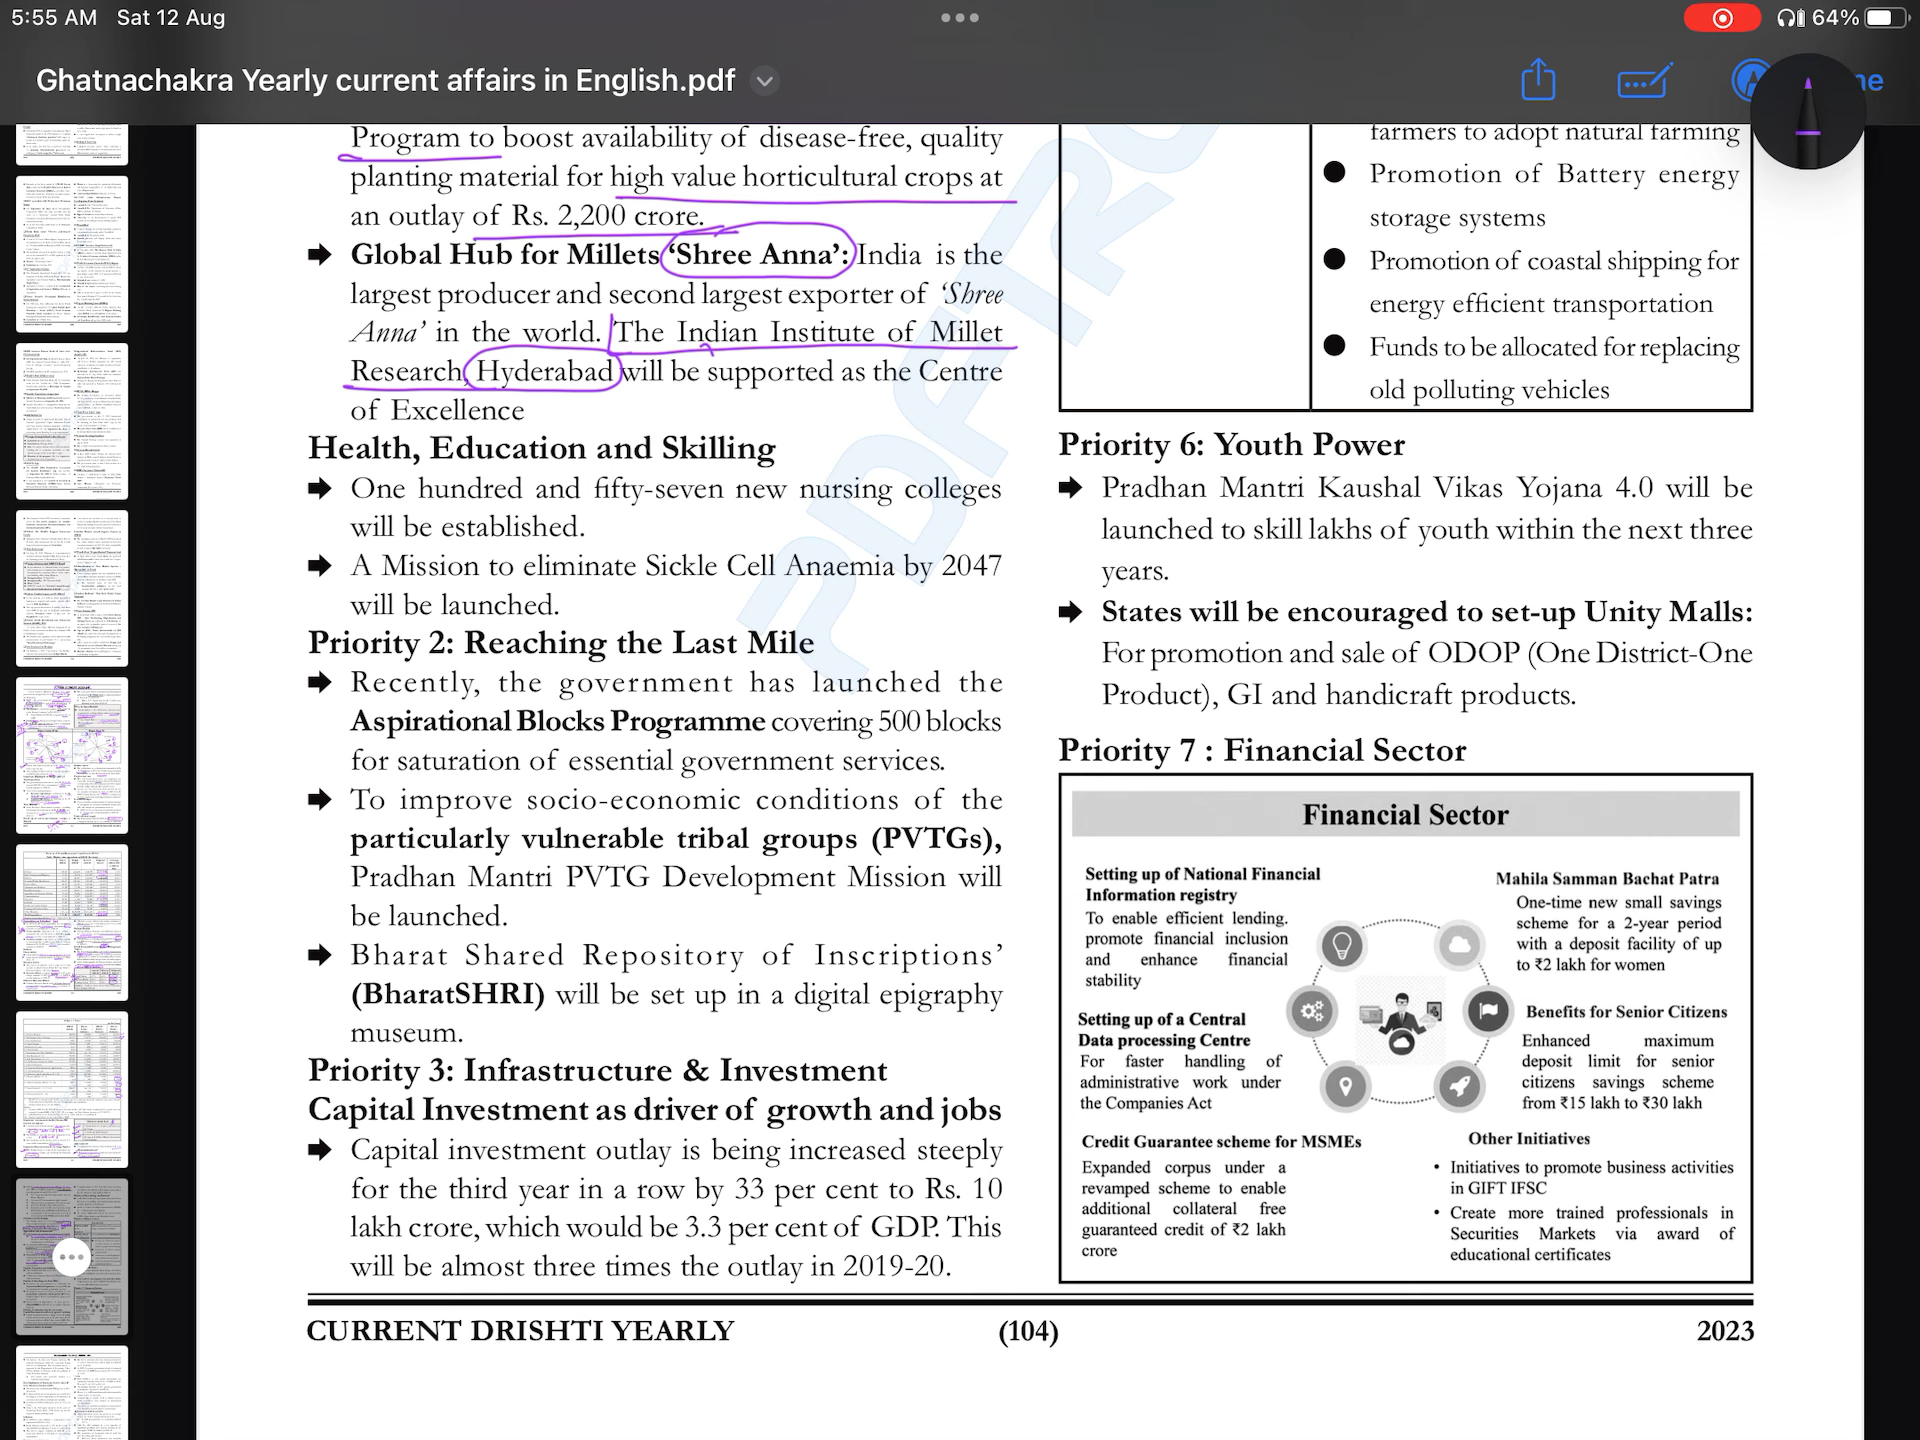 5:55 AM Sat 12 Aug
64%
Ghatnachakra Yearly current affairs in English.pdf
Program to boost availability of disease-free, quality
planting material for high value horticultural crops at
an outlay of Rs. 2,200 crore.
Global Hub for Millets ‘Shree Anna’: India is the
largest producer and second largest exporter of ‘Shree
Anna’ in the world. The Indian Institute of Millet
Research, Hyderabad will be supported as the Centre
of Excellence
Health, Education and Skilling
One hundred and fifty-seven new nursing colleges
will be established.
A Mission to eliminate Sickle Cell Anaemia by 2047
will be launched.
Priority 2: Reaching the Last Mile
Recently, the government has launched the
Aspirational Blocks Programme covering 500 blocks
for saturation of essential government services.
To improve socio-economic conditions of the
particularly vulnerable tribal groups (PVTGs),
Pradhan Mantri PVTG Development Mission will
be launched.
Bharat Shared Repository of Inscriptions’
(BharatSHRI) will be set up in a digital epigraphy
museum.
Priority 3: Infrastructure & Investment
Capital Investment as driver of growth and jobs
Capital investment outlay is being increased steeply
for the third year in a row by 33 per cent to Rs. 10
lakh crore, which would be 3.3 per cent of GDP. This
will be almost three times the outlay in 2019-20.
farmers to adopt natural farming
Promotion of Battery energy
storage systems
Promotion of coastal shipping for
energy efficient transportation
Funds to be allocated for replacing
old polluting vehicles
Priority 6: Youth Power
Pradhan Mantri Kaushal Vikas Yojana 4.0 will be
launched to skill lakhs of youth within the next three
years.
States will be encouraged to set-up Unity Malls:
For promotion and sale of ODOP (One District-One
Product), GI and handicraft products.
Priority 7 : Financial Sector
Financial Sector
Setting up of National Financial
Information registry
To enable efficient lending.
promote financial inclusion
and enhance financial
stability
Setting up of a Central
Data processing Centre
For faster handling of
administrative work under
the Companies Act
Credit Guarantee scheme for MSMEs
Expanded corpus under a
revamped scheme to enable
additional collateral free
guaranteed credit of ₹2 lakh
crore
Mahila Samman Bachat Patra
One-time new small savings
scheme for a 2-year period
with a deposit facility of up
to ₹2 lakh for women
Benefits for Senior Citizens
Enhanced maximum
deposit limit for senior
citizens savings scheme
from ₹15 lakh to ₹30 lakh
Other Initiatives
• Initiatives to promote business activities
in GIFT IFSC
• Create more trained professionals in
Securities Markets via award of
educational certificates
CURRENT DRISHTI YEARLY (104) 2023